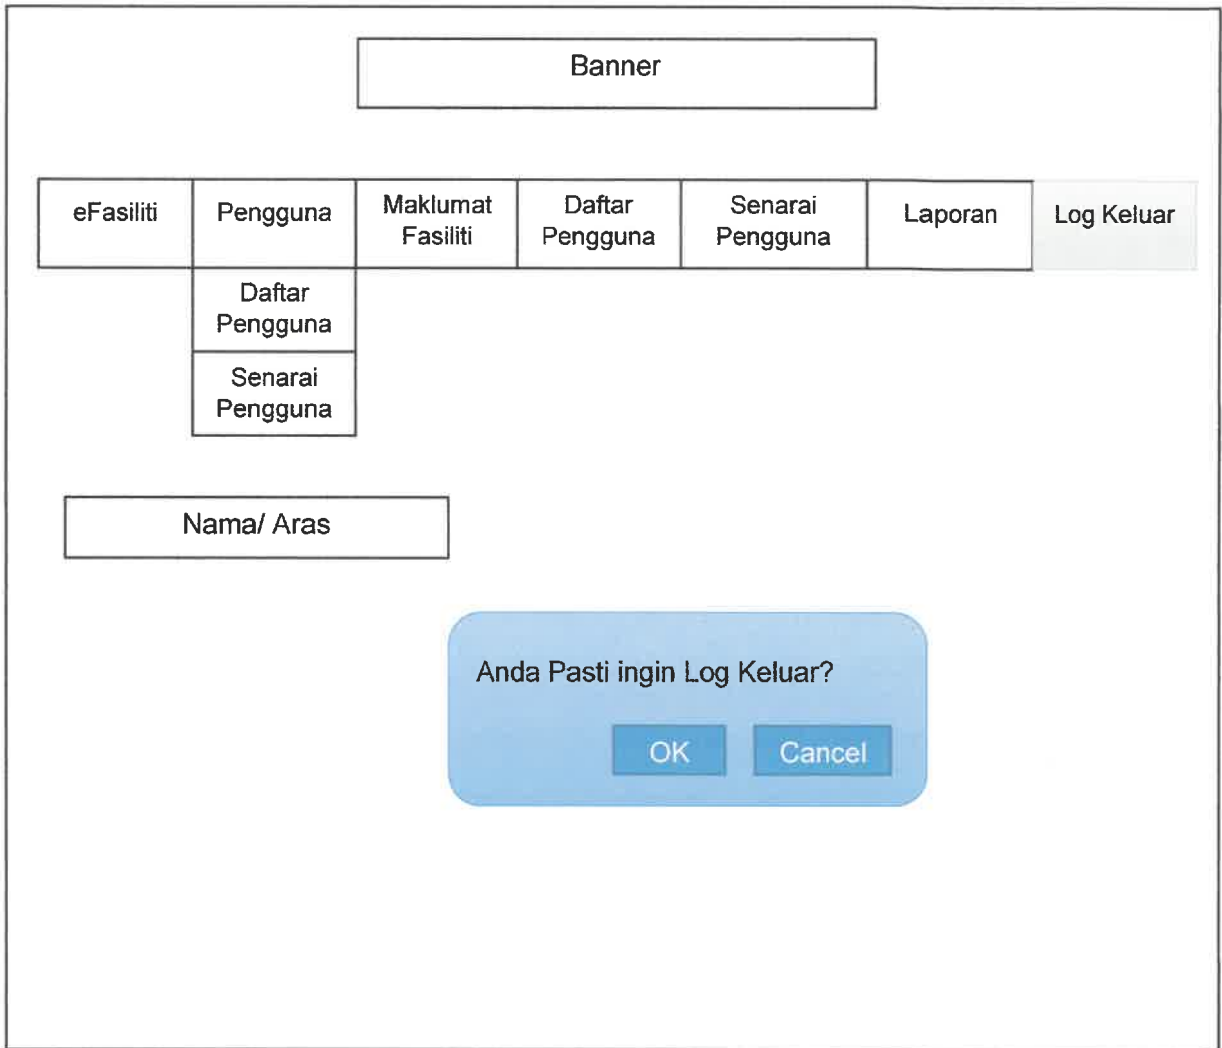 Banner
eFasiliti
Pengguna
Maklumat
Fasiliti
Daftar
Pengguna
Senarai
Pengguna
Laporan
Log Keluar
Daftar
Pengguna
Senarai
Pengguna
Nama/ Aras
Anda Pasti ingin Log Keluar?
OK
Cancel